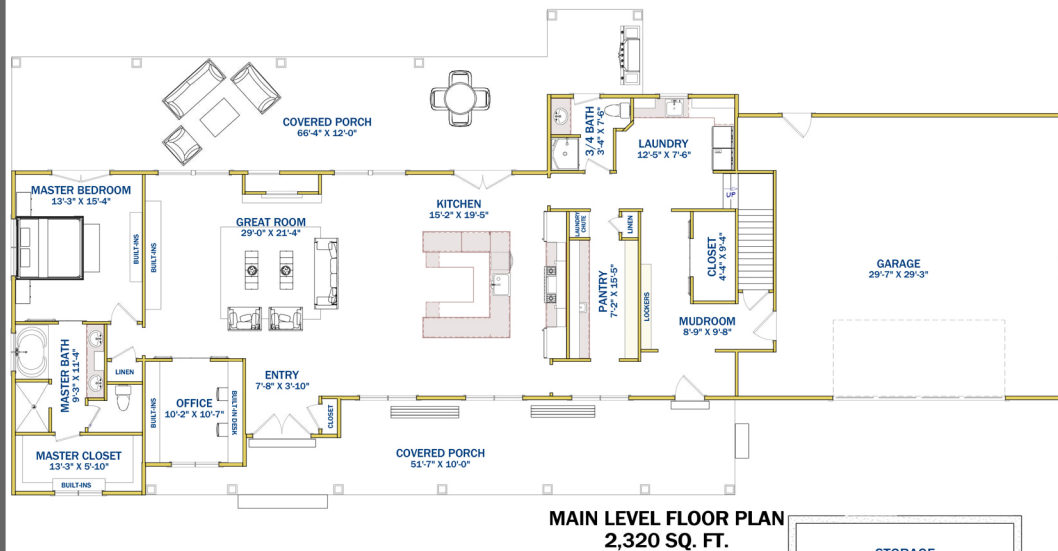 COVERED PORCH
66'-4" X 12'-0"
3/4 BATH
3'-4" X 7'-6"
LAUNDRY
12'-5" X 7'-6"
MASTER BEDROOM
13'-3" X 15'-4"
UP
KITCHEN
15'-2" X 19'-5"
GREAT ROOM
29'-0" X 21'-4"
BUILT-INS
BUILT-INS
LAUNDRY
CHUTE
LINEN
CLOSET
4'-4" X 9'-4"
GARAGE
29'-7" X 29'-3"
PANTRY
7'-2" X 15'-5"
LOCKERS
MUDROOM
8'-9" X 9'-8"
MASTER BATH
9'-3" X 11'-4"
LINEN
ENTRY
7'-8" X 3'-10"
OFFICE
10'-2" X 10'-7"
BUILT-INS
BUILT-IN DESK
CLOSET
MASTER CLOSET
13'-3" X 5'-10"
BUILT-INS
COVERED PORCH
51'-7" X 10'-0"
MAIN LEVEL FLOOR PLAN
2,320 SQ. FT.
STORAGE